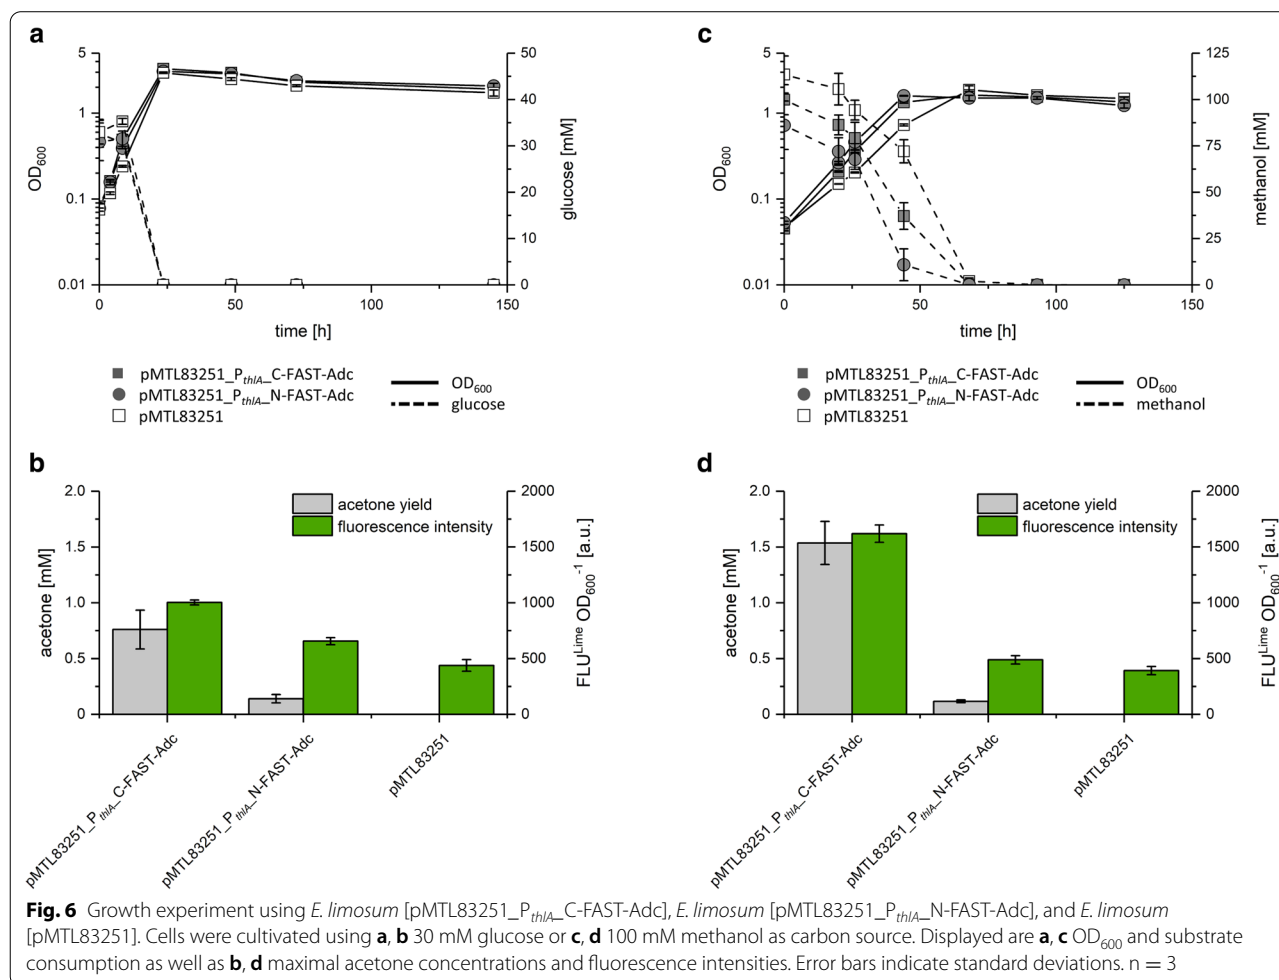 a
5
1
0.1
0.01
OD600
50
40
30
20
10
0
glucose [mM]
0
50
100
150
time [h]
pMTL83251_PthlA_C-FAST-Adc
pMTL83251_PthlA_N-FAST-Adc
pMTL83251
OD600
glucose
c
5
1
0.1
0.01
OD600
125
100
75
50
25
0
methanol [mM]
0
50
100
150
time [h]
pMTL83251_PthlA_C-FAST-Adc
pMTL83251_PthlA_N-FAST-Adc
pMTL83251
OD600
methanol
b
2.0
1.5
1.0
0.5
0
acetone [mM]
acetone yield
fluorescence intensity
2000
1500
1000
500
0
FLU^Lime OD600^-1 [a.u.]
pMTL83251_PthlA_C-FAST-Adc
pMTL83251_PthlA_N-FAST-Adc
pMTL83251
d
2.0
1.5
1.0
0.5
0
acetone [mM]
acetone yield
fluorescence intensity
2000
1500
1000
500
0
FLU^Lime OD600^-1 [a.u.]
pMTL83251_PthlA_C-FAST-Adc
pMTL83251_PthlA_N-FAST-Adc
pMTL83251
Fig. 6 Growth experiment using E. limosum [pMTL83251_PthlA_C-FAST-Adc], E. limosum [pMTL83251_PthlA_N-FAST-Adc], and E. limosum
[pMTL83251]. Cells were cultivated using a, b 30 mM glucose or c, d 100 mM methanol as carbon source. Displayed are a, c OD600 and substrate
consumption as well as b, d maximal acetone concentrations and fluorescence intensities. Error bars indicate standard deviations. n = 3